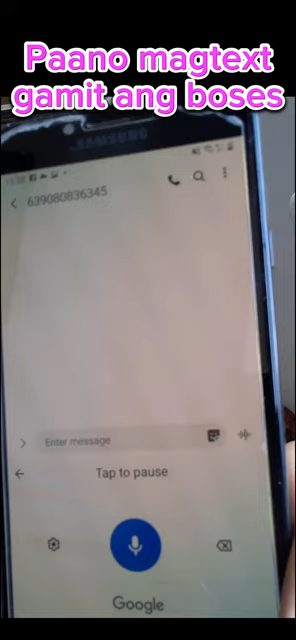 Paano magtext
gamit ang boses
SAMSUNG
639080836345
Enter message
Tap to pause
Google